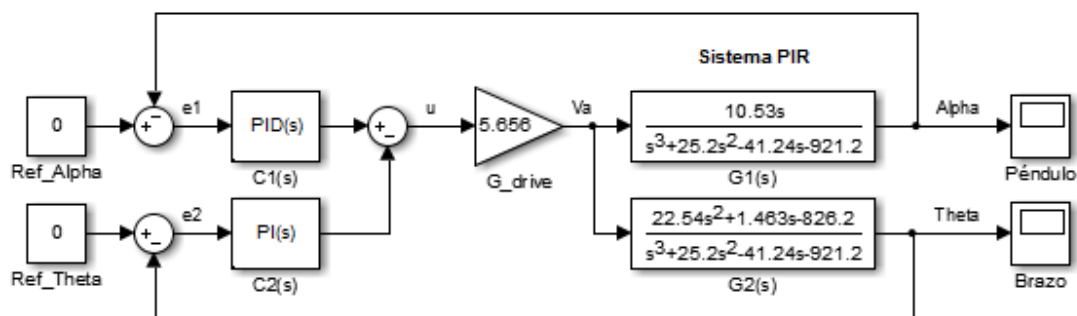 Sistema PIR
0
Ref_Alpha
e1
PID(s)
C1(s)
u
5.656
G_drive
Va
10.53s
s3+25.2s2-41.24s-921.2
G1(s)
Alpha
Péndulo
0
Ref_Theta
e2
PI(s)
C2(s)
22.54s2+1.463s-826.2
s3+25.2s2-41.24s-921.2
G2(s)
Theta
Brazo